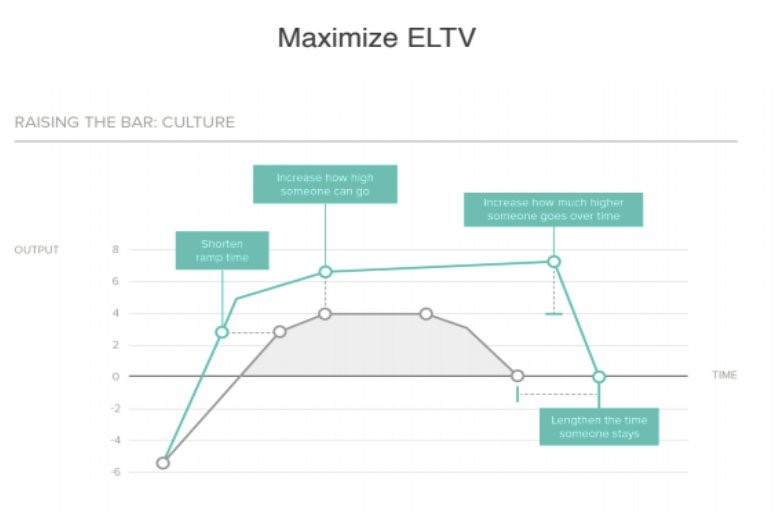 Maximize ELTV
RAISING THE BAR: CULTURE
Increase how high
someone can go
Increase how much higher
someone goes over time
Shorten
ramp time
OUTPUT
8
6
4
2
0
TIME
-2
-4
-6
Lengthen the time
someone stays